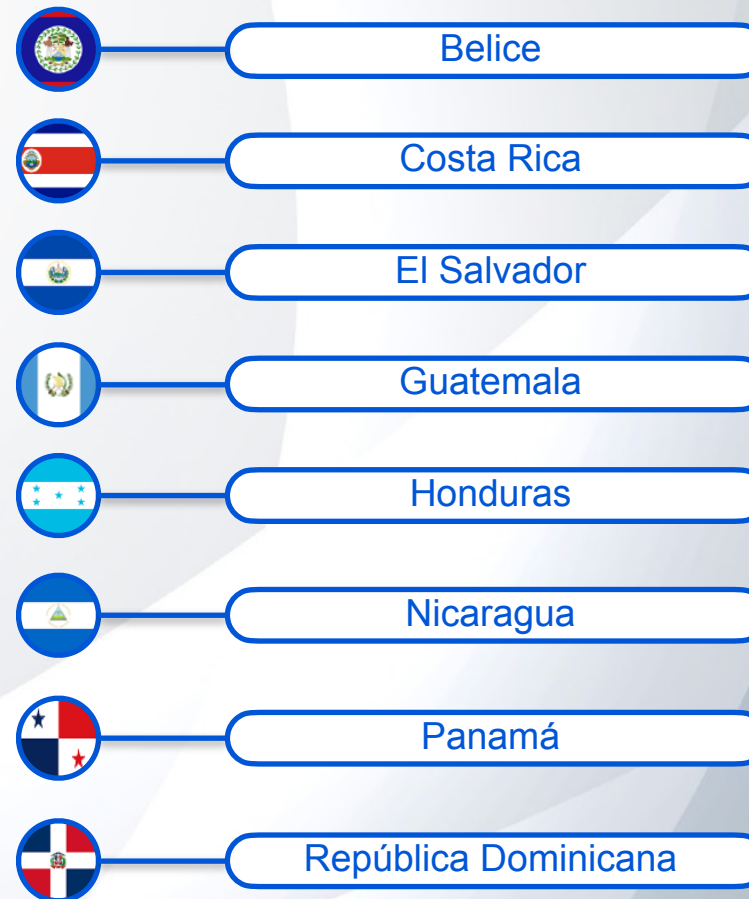 Belice
Costa Rica
El Salvador
Guatemala
Honduras
Nicaragua
Panamá
República Dominicana